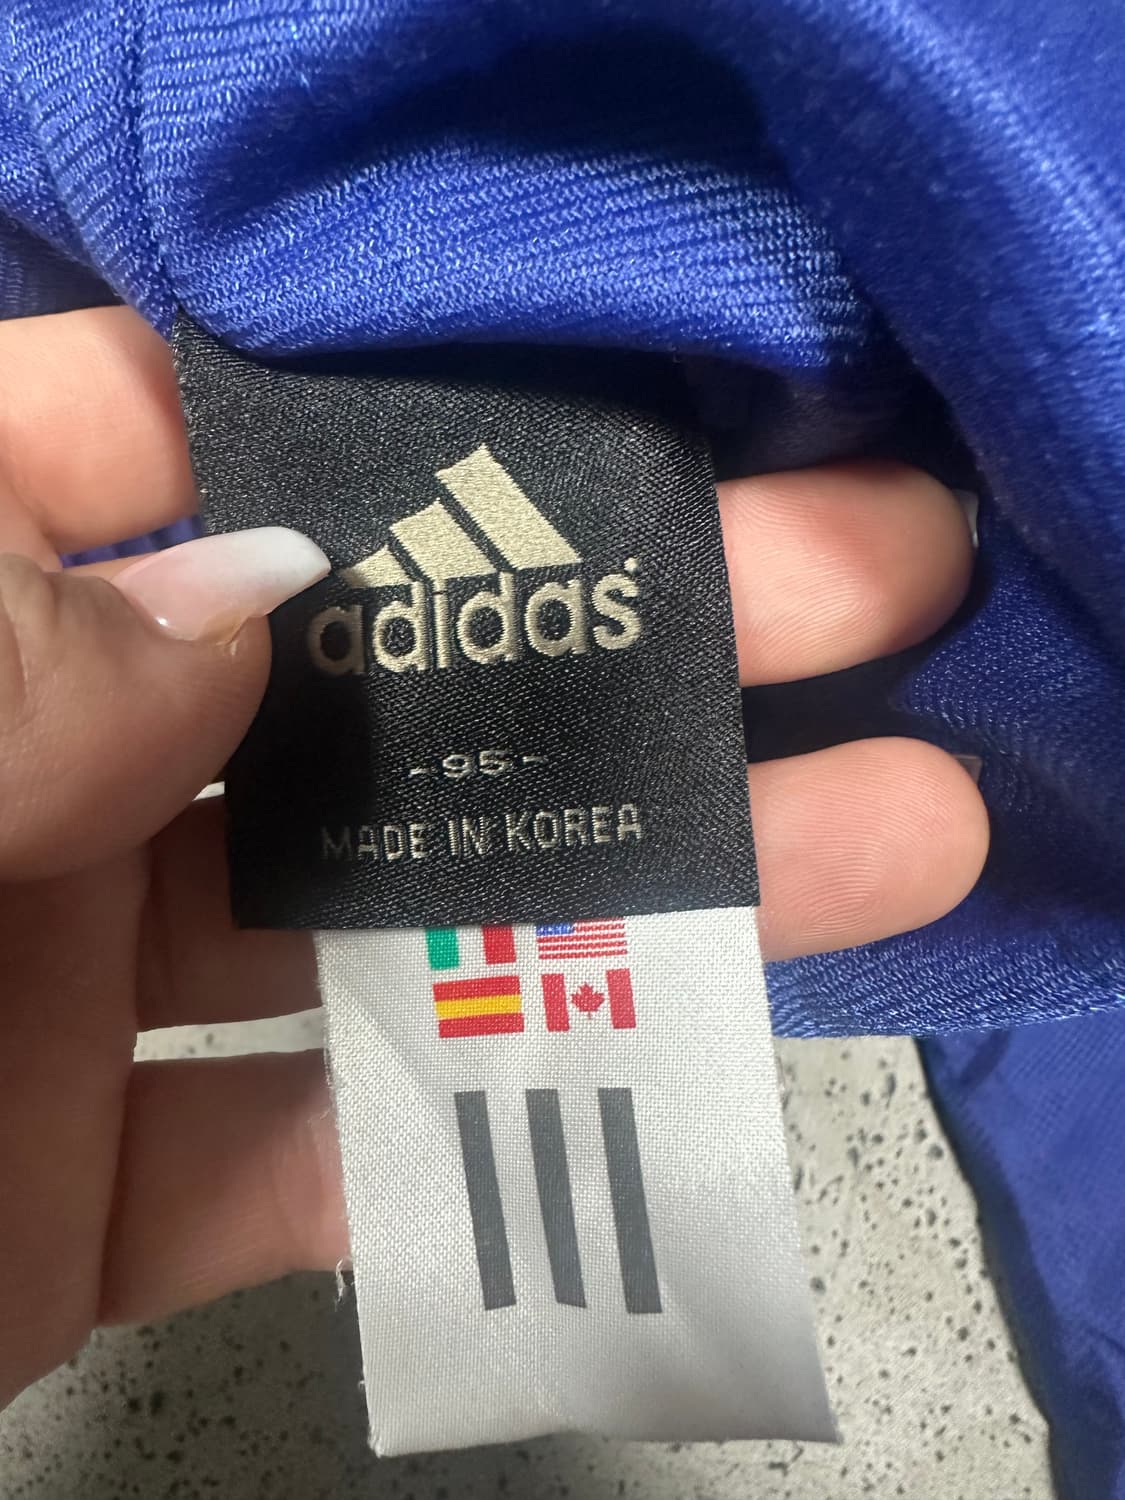 adidas
-95-
MADE IN KOREA